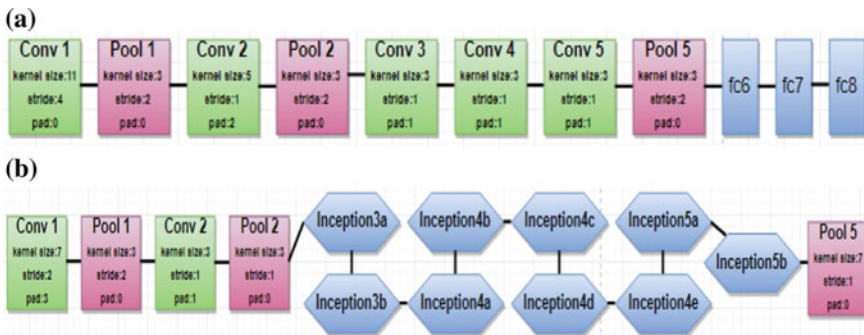 (a)
Conv 1
kernel size:11
stride:4
pad:0
Pool 1
kernel size:3
stride:2
pad:0
Conv 2
kernel size:5
stride:1
pad:2
Pool 2
kernel size:3
stride:2
pad:0
Conv 3
kernel size:3
stride:1
pad:1
Conv 4
kernel size:3
stride:1
pad:1
Conv 5
kernel size:3
stride:1
pad:1
Pool 5
kernel size:3
stride:2
pad:0
fc6
fc7
fc8
(b)
Conv 1
kernel size:7
stride:2
pad:3
Pool 1
kernel size:3
stride:2
pad:0
Conv 2
kernel size:3
stride:1
pad:1
Pool 2
kernel size:3
stride:1
pad:0
Inception3a
Inception3b
Inception4a
Inception4b
Inception4c
Inception4d
Inception4e
Inception5a
Inception5b
Pool 5
kernel size:7
stride:1
pad:0